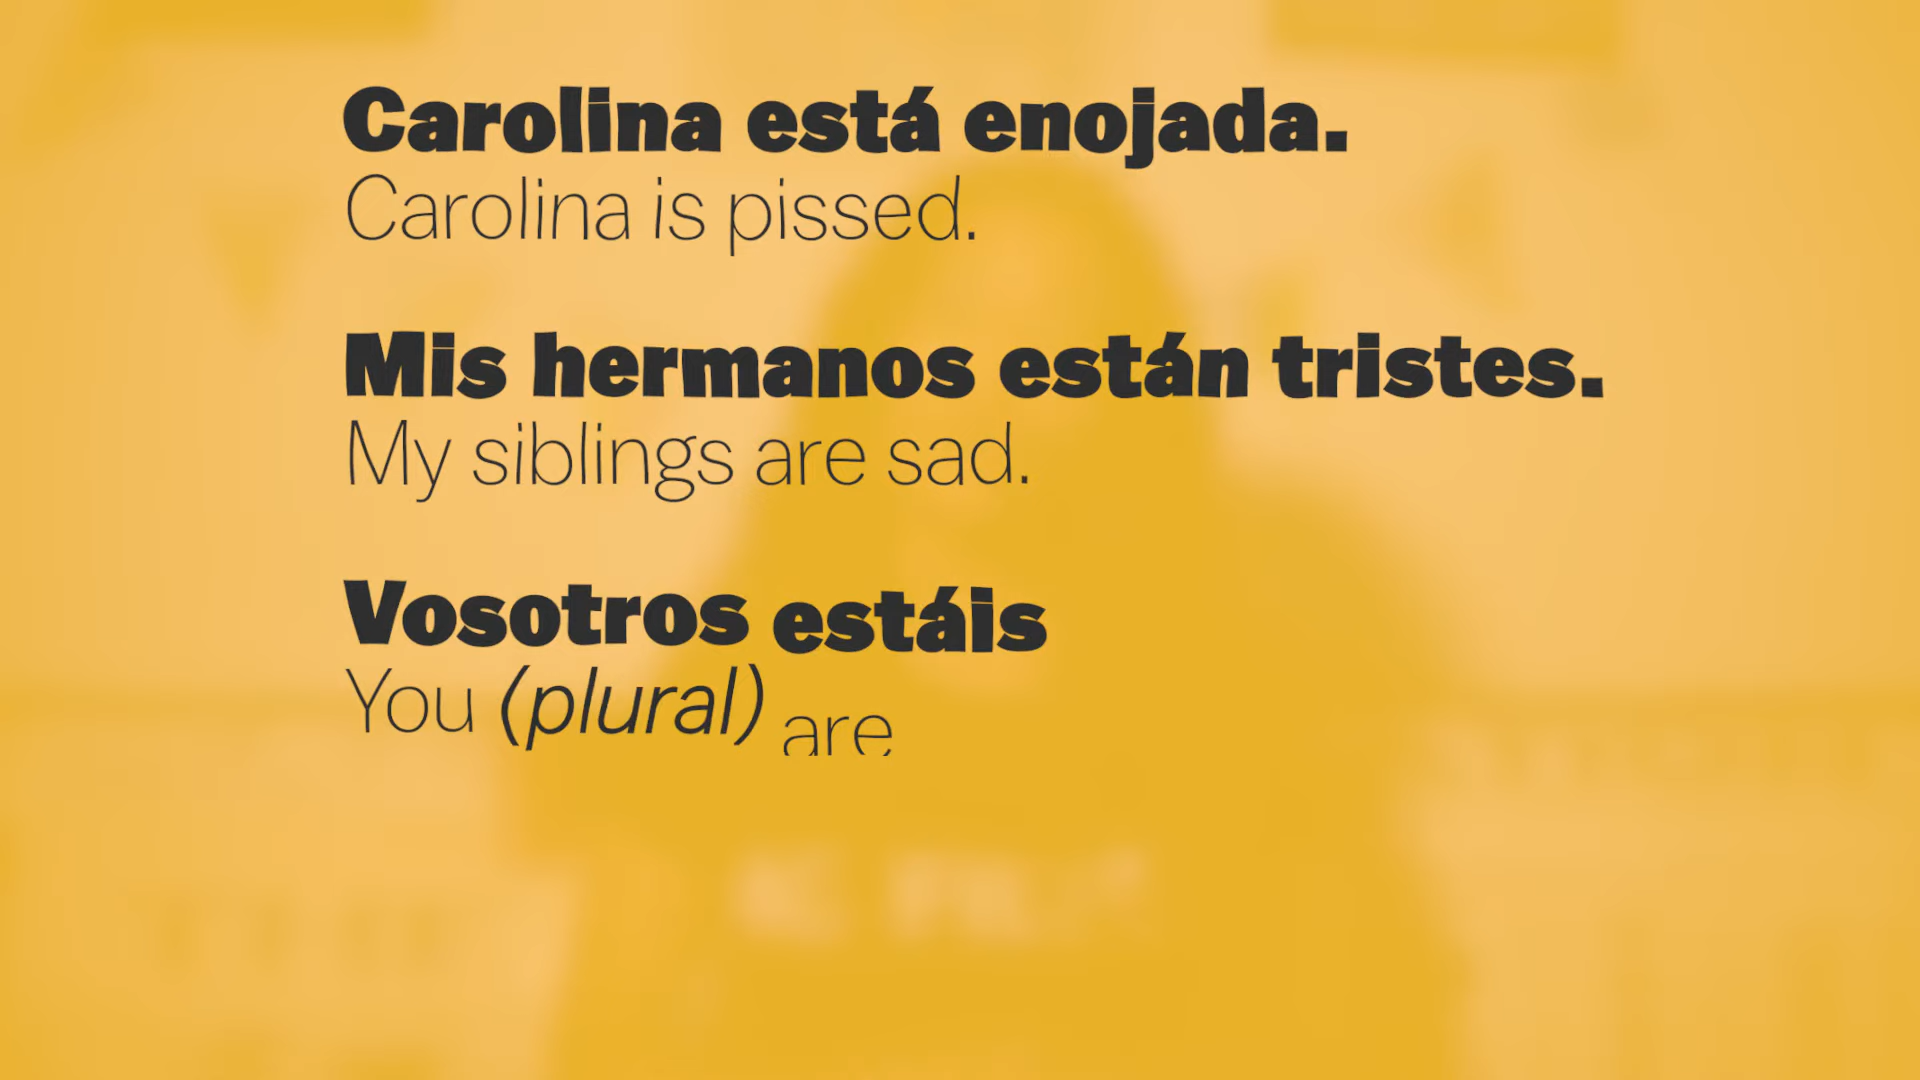 Carolina está enojada.
Carolina is pissed.
Mis hermanos están tristes.
My siblings are sad.
Vosotros estáis
You (plural) are